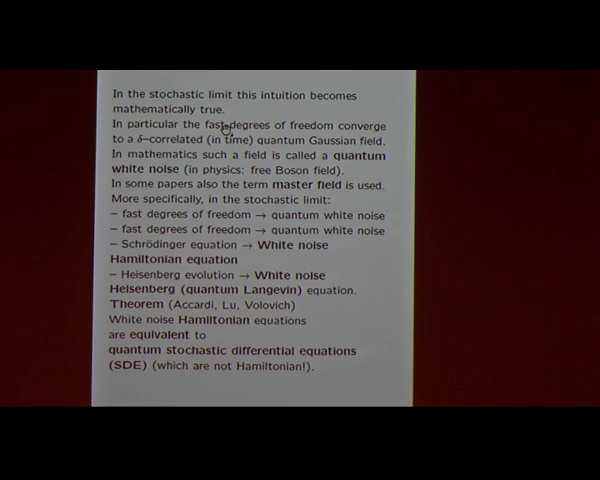 In the stochastic limit this intuition becomes
mathematically true.
In particular the fast degrees of freedom converge
to a δ−correlated (in time) quantum Gaussian field.
In mathematics such a field is called a quantum
white noise (in physics: free Boson field).
In some papers also the term master field is used.
More specifically, in the stochastic limit:
– fast degrees of freedom → quantum white noise
– fast degrees of freedom → quantum white noise
– Schrödinger equation → White noise
Hamiltonian equation
– Heisenberg evolution → White noise
Heisenberg (quantum Langevin) equation.
Theorem (Accardi, Lu, Volovich)
White noise Hamiltonian equations
are equivalent to
quantum stochastic differential equations
(SDE) (which are not Hamiltonian!).